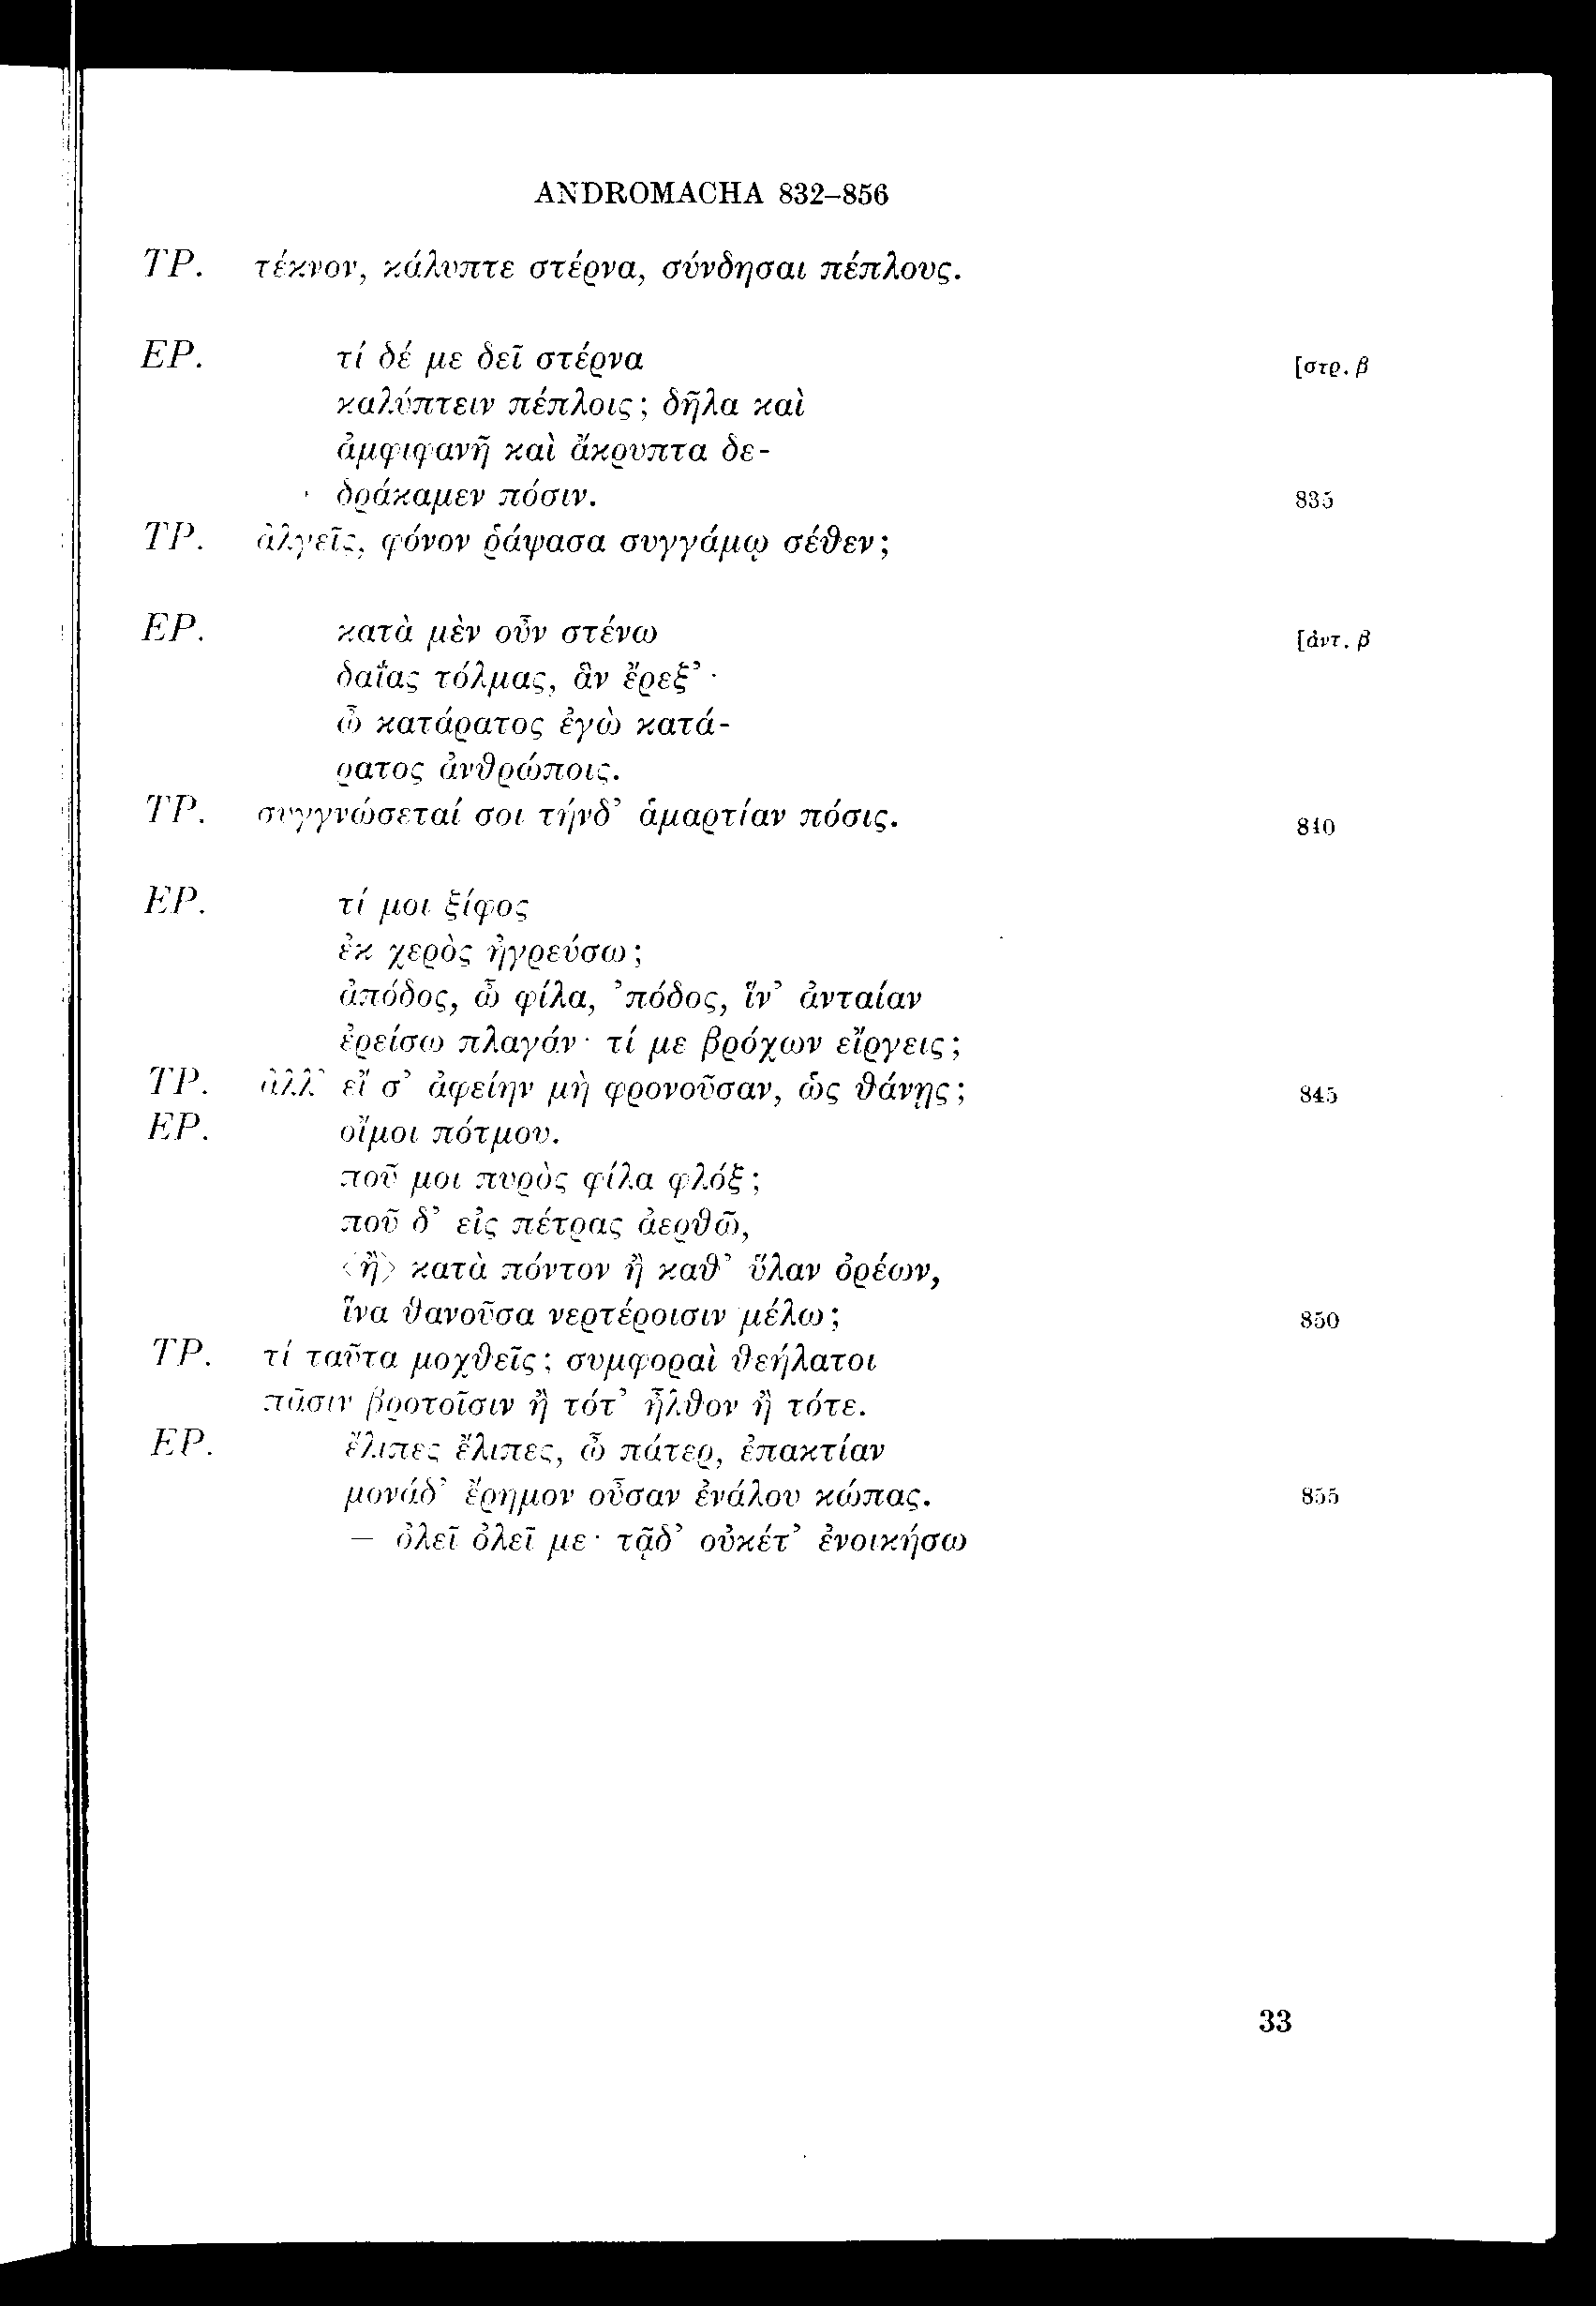 ANDROMACHA 832–856
ΤΡ. τέκνον, κάλυπτε στέρνα, σύνδησαι πέπλους.
ΕΡ. τί δέ με δεῖ στέρνα [στρ. β
καλύπτειν πέπλοις; δῆλα καὶ
ἀμφιφανῆ καὶ ἄκρυπτα δε-
δράκαμεν πόσιν. 835
ΤΡ. ἀλγεῖς, φόνον ῥάψασα συγγάμῳ σέθεν;
ΕΡ. κατὰ μὲν οὖν στένω [ἀντ. β
δαΐας τόλμας, ἃν ἔρεξ’·
ὦ κατάρατος ἐγὼ κατά-
ρατος ἀνθρώποις.
ΤΡ. συγγνώσεταί σοι τήνδ’ ἁμαρτίαν πόσις. 840
ΕΡ. τί μοι ξίφος
ἐκ χερὸς ἠγρεύσω;
ἀπόδος, ὦ φίλα, ’πόδος, ἵν’ ἀνταίαν
ἐρείσω πλαγάν· τί με βρόχων εἴργεις;
ΤΡ. ἀλλ’ εἴ σ’ ἀφείην μὴ φρονοῦσαν, ὡς θάνῃς; 845
ΕΡ. οἴμοι πότμου.
ποῦ μοι πυρὸς φίλα φλόξ;
ποῦ δ’ εἰς πέτρας ἀερθῶ,
〈ἢ〉 κατὰ πόντον ἢ καθ’ ὕλαν ὀρέων,
ἵνα θανοῦσα νερτέροισιν μέλω; 850
ΤΡ. τί ταῦτα μοχθεῖς; συμφοραὶ θεήλατοι
πᾶσιν βροτοῖσιν ἢ τότ’ ἦλθον ἢ τότε.
ΕΡ. ἔλιπες ἔλιπες, ὦ πάτερ, ἐπακτίαν
μονάδ’ ἔρημον οὖσαν ἐνάλου κώπας. 855
— ὀλεῖ ὀλεῖ με· τᾷδ’ οὐκέτ’ ἐνοικήσω
33